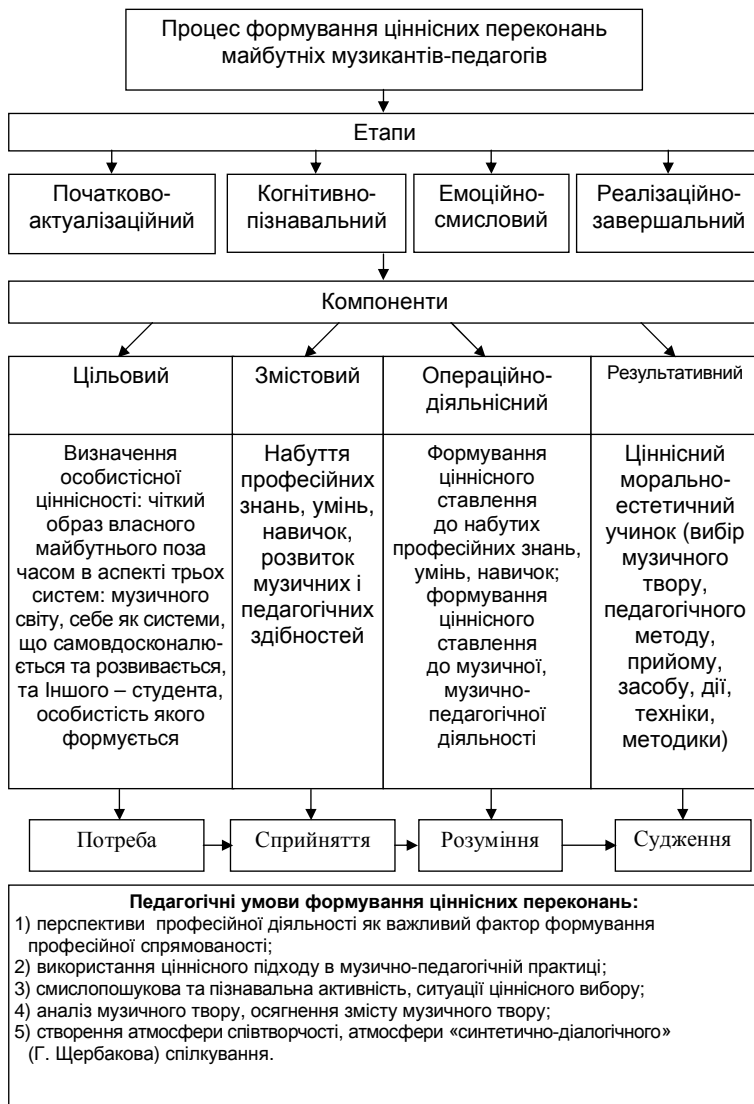 Процес формування ціннісних переконань
майбутніх музикантів-педагогів
Етапи
Початково-
актуалізаційний
Когнітивно-
пізнавальний
Емоційно-
смисловий
Реалізаційно-
завершальний
Компоненти
Цільовий
Змістовий
Операційно-
діяльнісний
Результативний
Визначення
особистісної
ціннісності: чіткий
образ власного
майбутнього поза
часом в аспекті трьох
систем: музичного
світу, себе як системи,
що самовдосконалю-
ється та розвивається,
та Іншого – студента,
особистість якого
формується
Набуття
професійних
знань, умінь,
навичок,
розвиток
музичних і
педагогічних
здібностей
Формування
ціннісного
ставлення
до набутих
професійних знань,
умінь, навичок;
формування
ціннісного
ставлення
до музичної,
музично-
педагогічної
діяльності
Ціннісний
морально-
естетичний
учинок (вибір
музичного
твору,
педагогічного
методу,
прийому,
засобу, дії,
техніки,
методики)
Потреба
Сприйняття
Розуміння
Судження
Педагогічні умови формування ціннісних переконань:
1) перспективи професійної діяльності як важливий фактор формування
професійної спрямованості;
2) використання ціннісного підходу в музично-педагогічній практиці;
3) смислопошукова та пізнавальна активність, ситуації ціннісного вибору;
4) аналіз музичного твору, осягнення змісту музичного твору;
5) створення атмосфери співтворчості, атмосфери «синтетично-діалогічного»
(Г. Щербакова) спілкування.